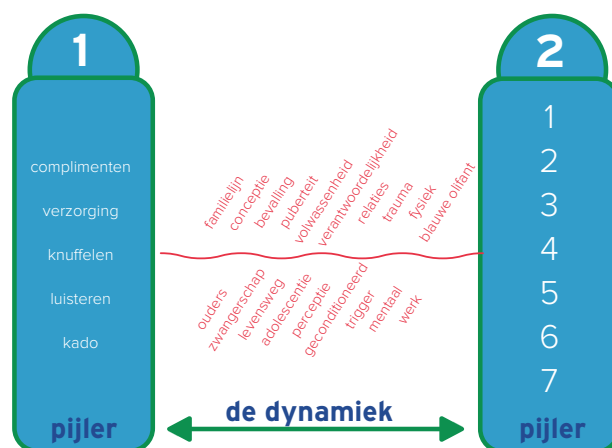 1
complimenten
verzorging
knuffelen
luisteren
kado
pijler
familielijn
conceptie
bevalling
puberteit
volwassenheid
verantwoordelijkheid
relaties
trauma
fysiek
blauwe olifant
ouders
zwangerschap
levensweg
adolescentie
perceptie
geconditioneerd
trigger
mentaal
werk
de dynamiek
2
1
2
3
4
5
6
7
pijler